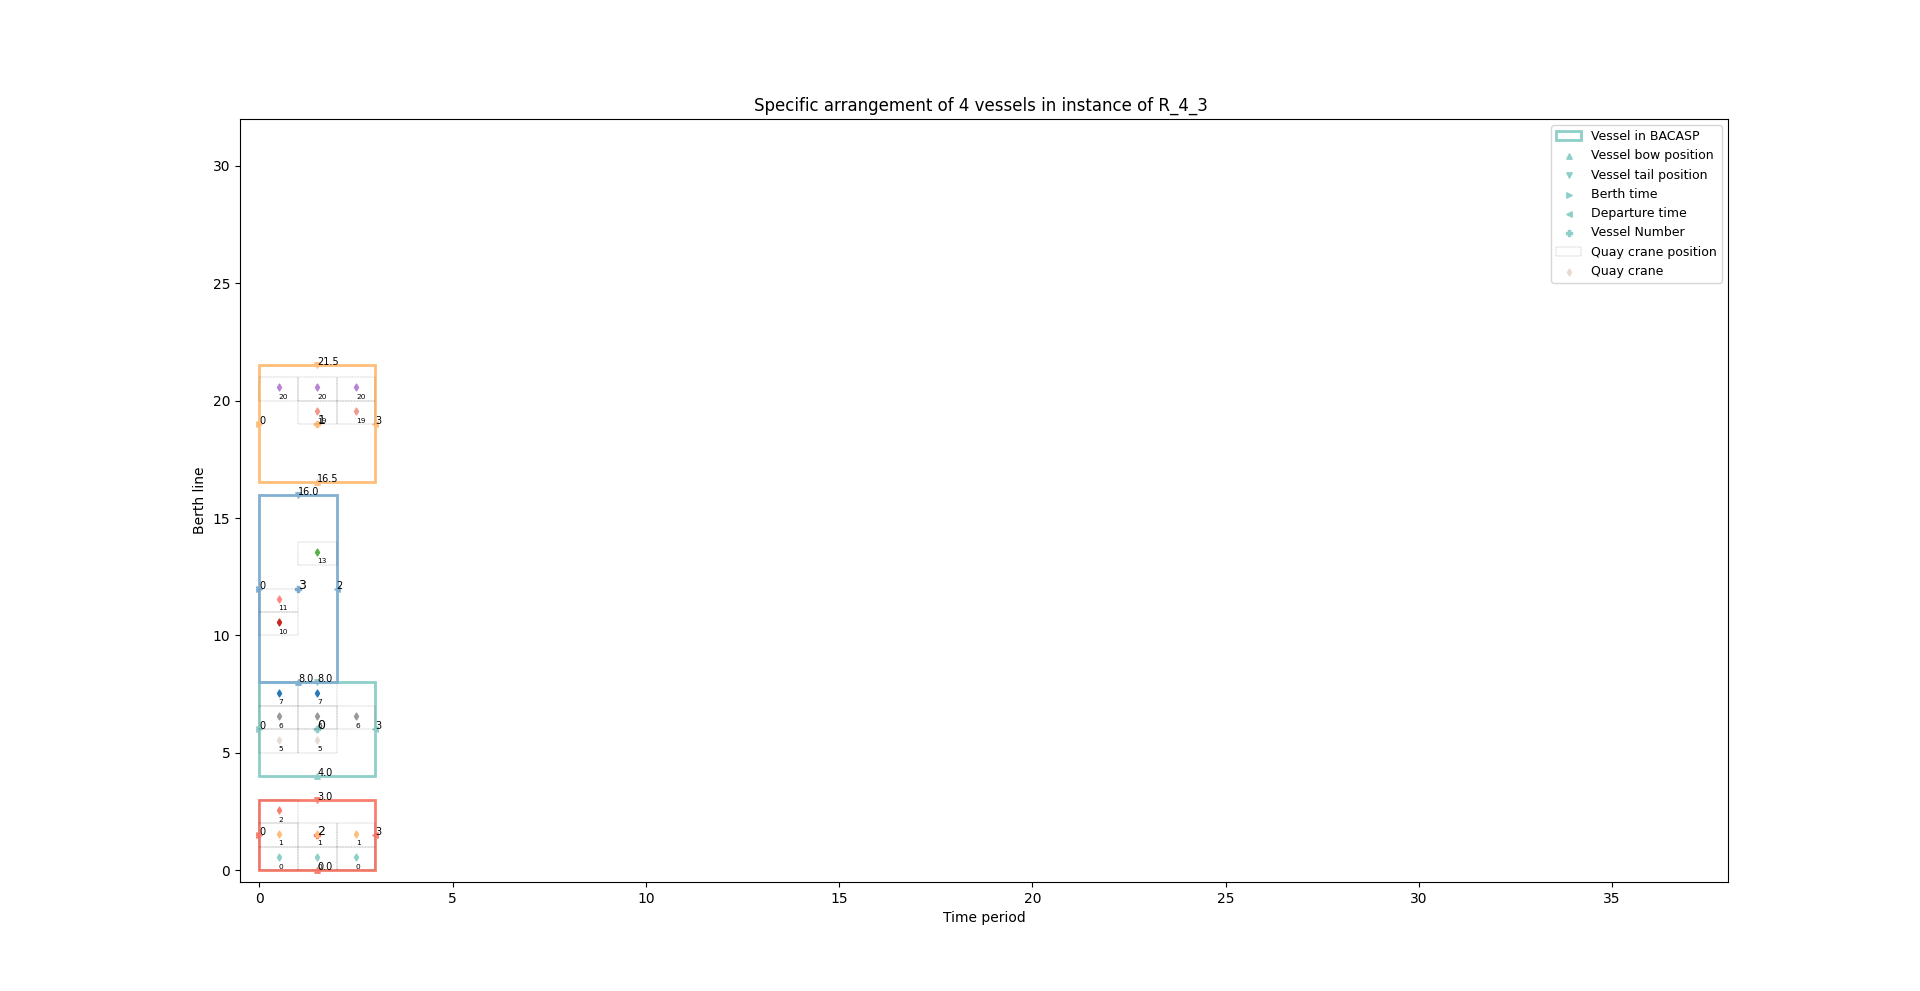 Specific arrangement of 4 vessels in instance of R_4_3
Vessel in BACASP
Vessel bow position
Vessel tail position
Berth time
Departure time
Vessel Number
Quay crane position
Quay crane
30
25
20
15
10
5
0
Berth line
21.5
20 20 20
19
0 1 3
16.5
16.0
13
0 3 2
11
10
8.0 8.0
7 7
6 6
0 0 3
5 5
4.0
3.0
2
0 2 3
1 1 1
0 0.0 0
0 5 10 15 20 25 30 35
Time period